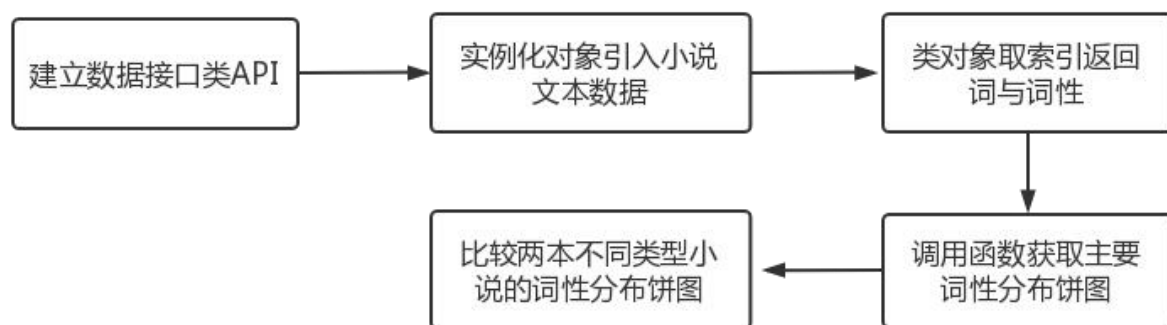 建立数据接口类API
实例化对象引入小说
文本数据
类对象取索引返回
词与词性
调用函数获取主要
词性分布饼图
比较两本不同类型小
说的词性分布饼图